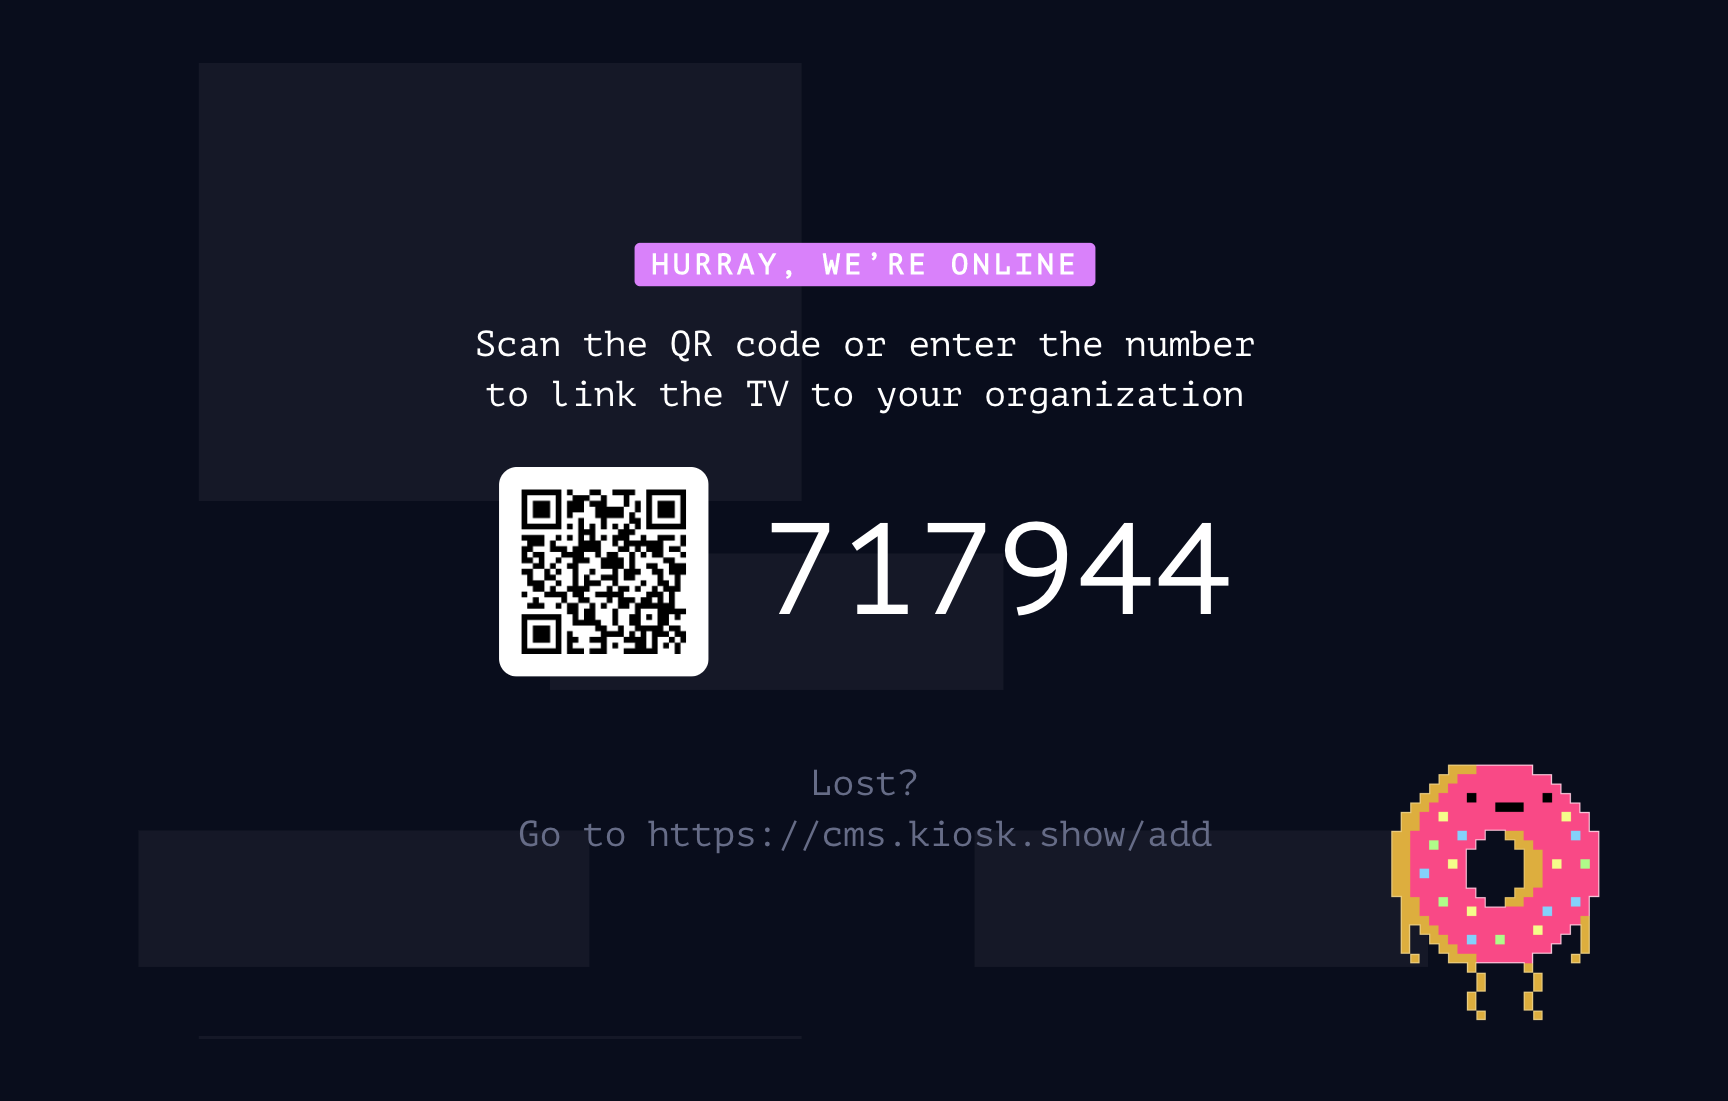 HURRAY, WE’RE ONLINE
Scan the QR code or enter the number
to link the TV to your organization
717944
Lost?
Go to https://cms.kiosk.show/add